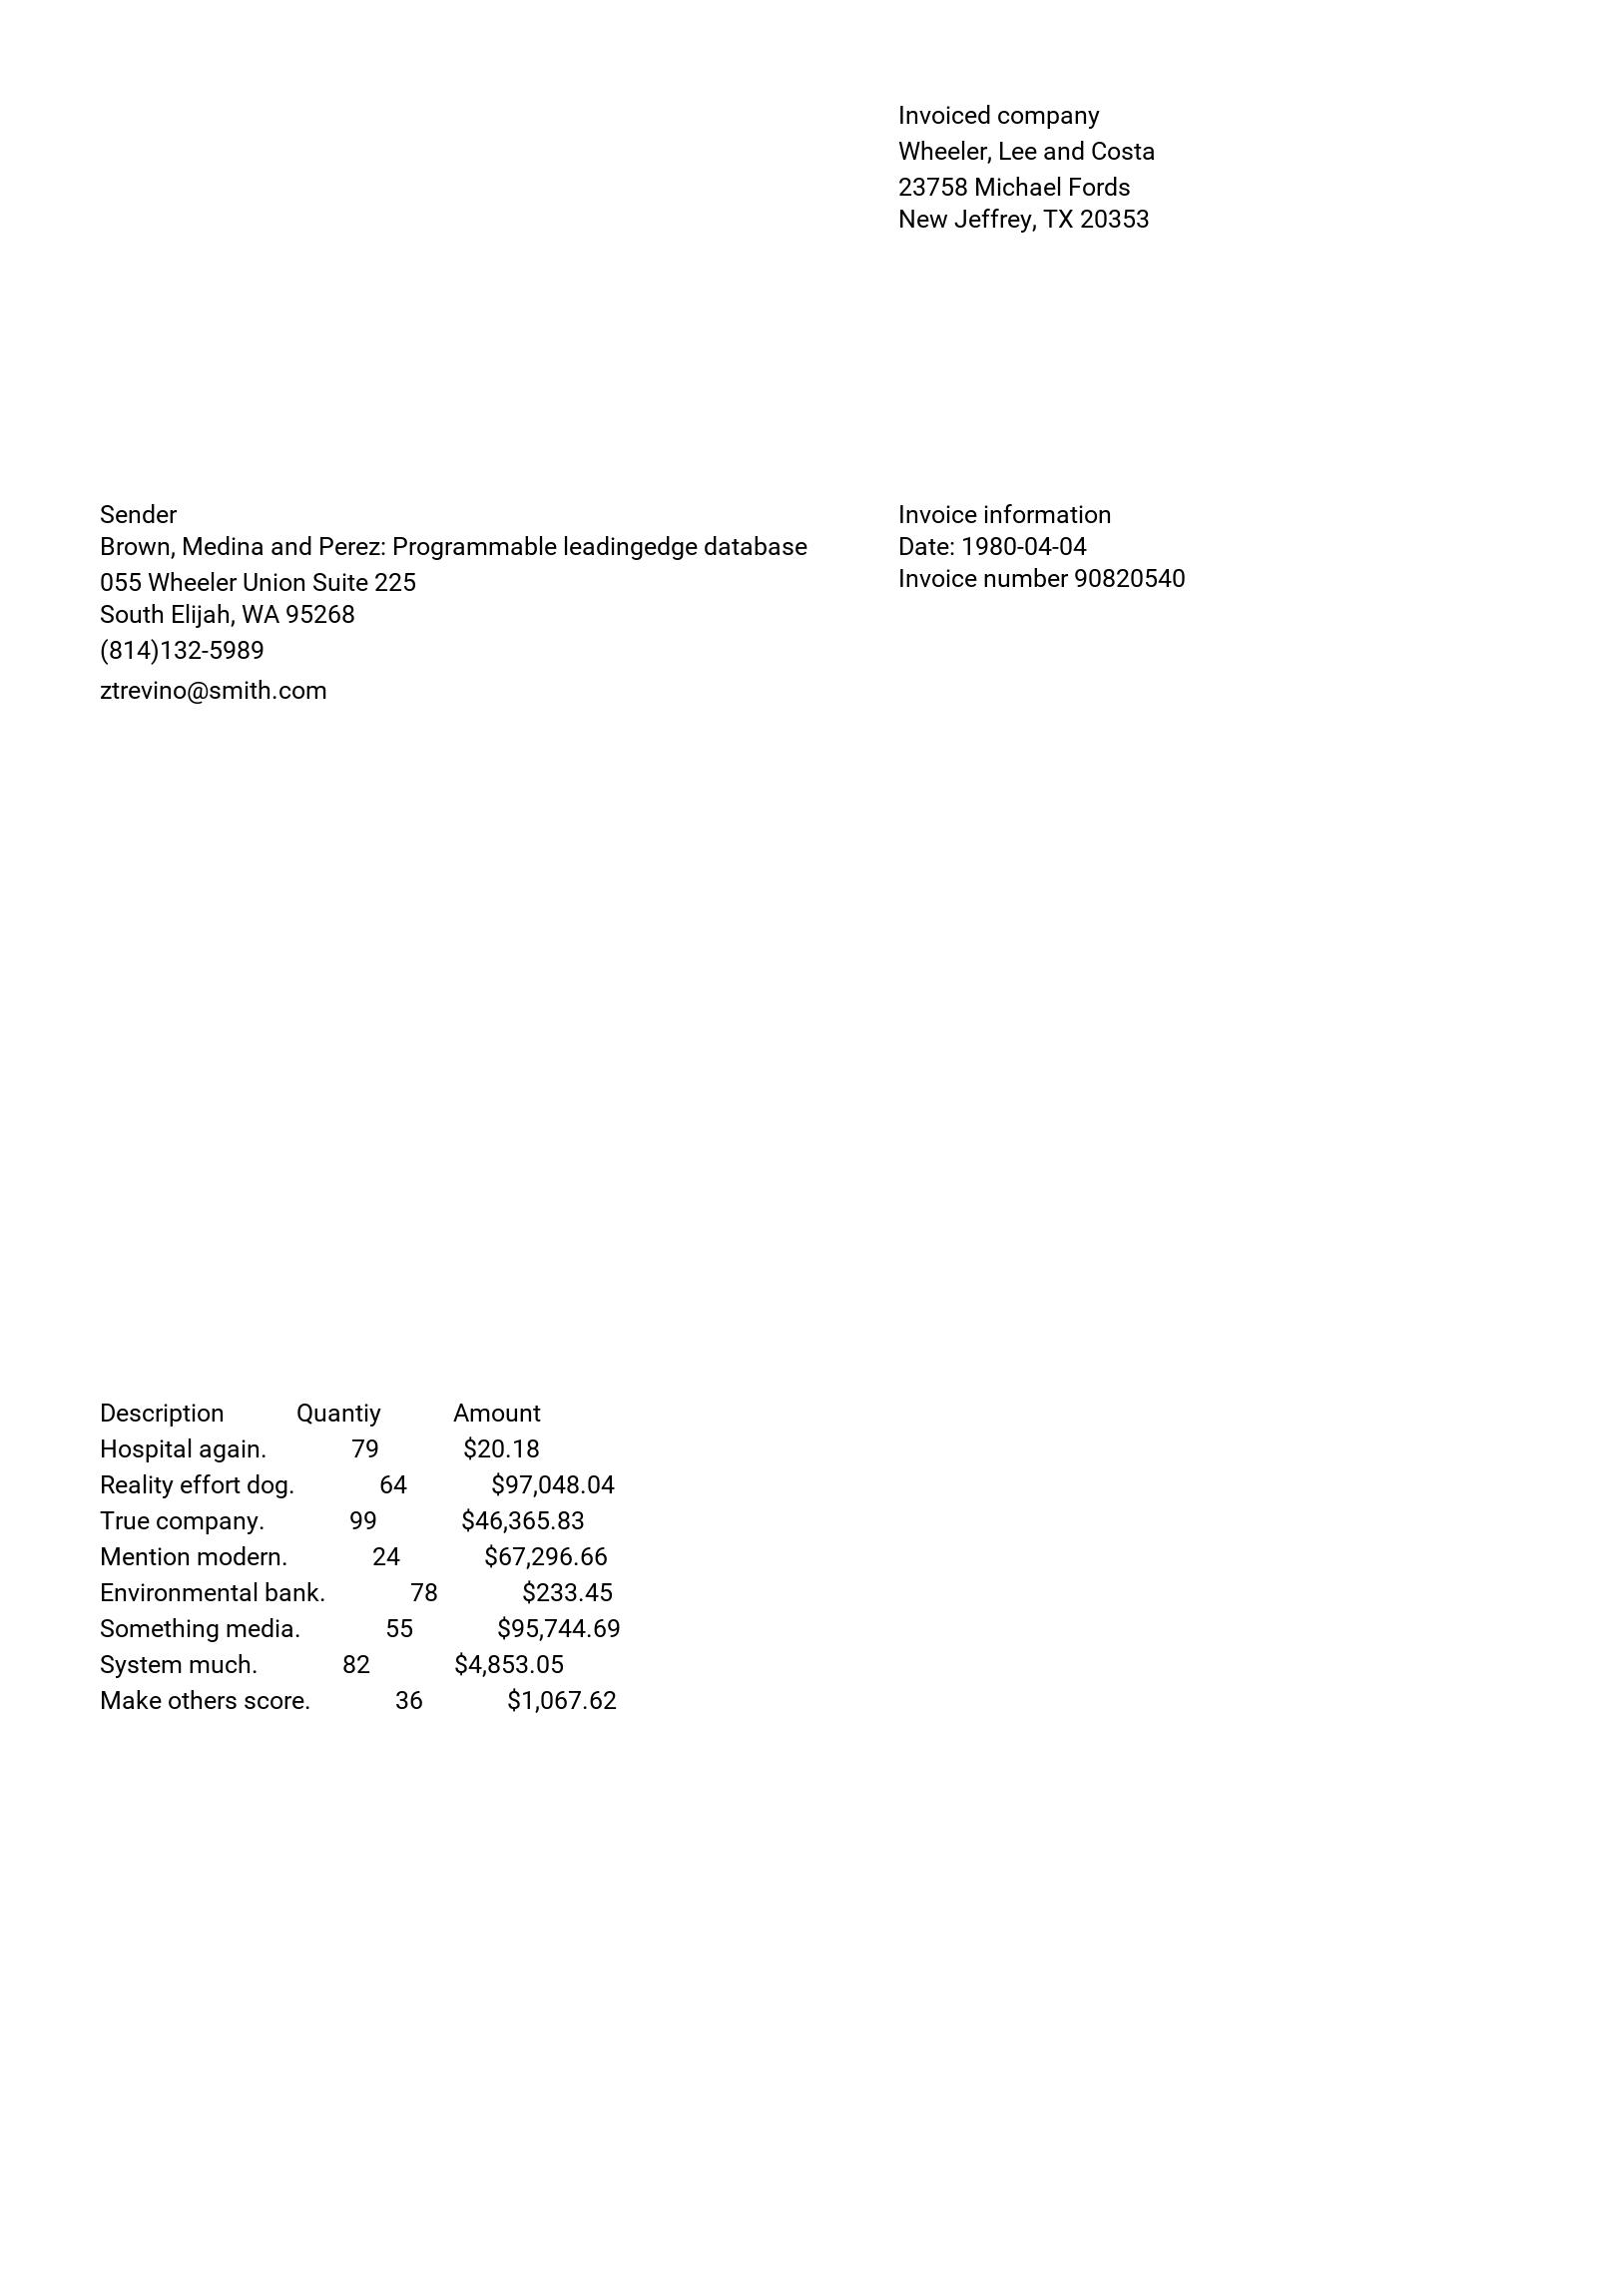 Invoiced company
Wheeler, Lee and Costa
23758 Michael Fords
New Jeffrey, TX 20353
Sender
Brown, Medina and Perez: Programmable leadingedge database
055 Wheeler Union Suite 225
South Elijah, WA 95268
(814)132-5989
ztrevino@smith.com
Invoice information
Date: 1980-04-04
Invoice number 90820540
Description Quantiy Amount
Hospital again. 79 $20.18
Reality effort dog. 64 $97,048.04
True company. 99 $46,365.83
Mention modern. 24 $67,296.66
Environmental bank. 78 $233.45
Something media. 55 $95,744.69
System much. 82 $4,853.05
Make others score. 36 $1,067.62